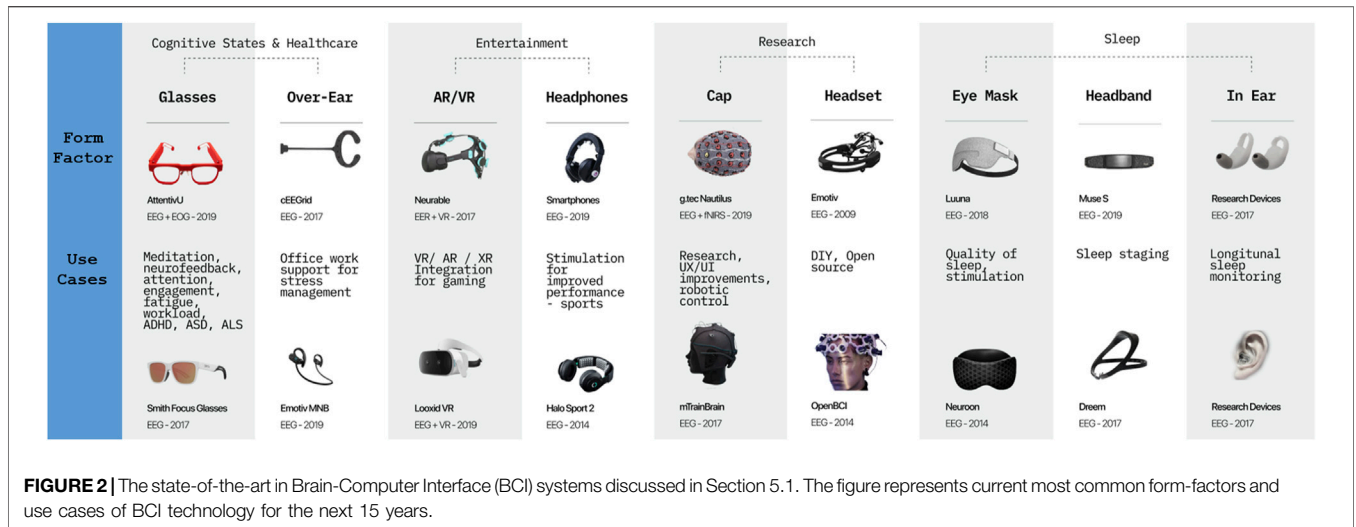 Cognitive States & Healthcare
Entertainment
Research
Sleep
Glasses
Over-Ear
AR/VR
Headphones
Cap
Headset
Eye Mask
Headband
In Ear
Form
Factor
AttentivU
EEG + EOG - 2019
cEEGrid
EEG - 2017
Neurable
EER + VR - 2017
Smartphones
EEG - 2019
g.tec Nautilus
EEG + fNIRS - 2019
Emotiv
EEG - 2009
Luuna
EEG - 2018
Muse S
EEG - 2019
Research Devices
EEG - 2017
Use
Cases
Meditation,
neurofeedback,
attention,
engagement,
fatigue,
workload,
ADHD, ASD, ALS
Office work
support for
stress
management
VR/ AR / XR
Integration
for gaming
Stimulation
for
improved
performance
- sports
Research,
UX/UI
improvements,
robotic
control
DIY, Open
source
Quality of
sleep,
stimulation
Sleep staging
Longitunal
sleep
monitoring
Smith Focus Glasses
EEG - 2017
Emotiv MN8
EEG - 2019
Looxid VR
EEG + VR - 2019
Halo Sport 2
EEG - 2014
mTrainBrain
EEG - 2017
OpenBCI
EEG - 2014
Neuroon
EEG - 2014
Dreem
EEG - 2017
Research Devices
EEG - 2017
FIGURE 2 | The state-of-the-art in Brain-Computer Interface (BCI) systems discussed in Section 5.1. The figure represents current most common form-factors and
use cases of BCI technology for the next 15 years.